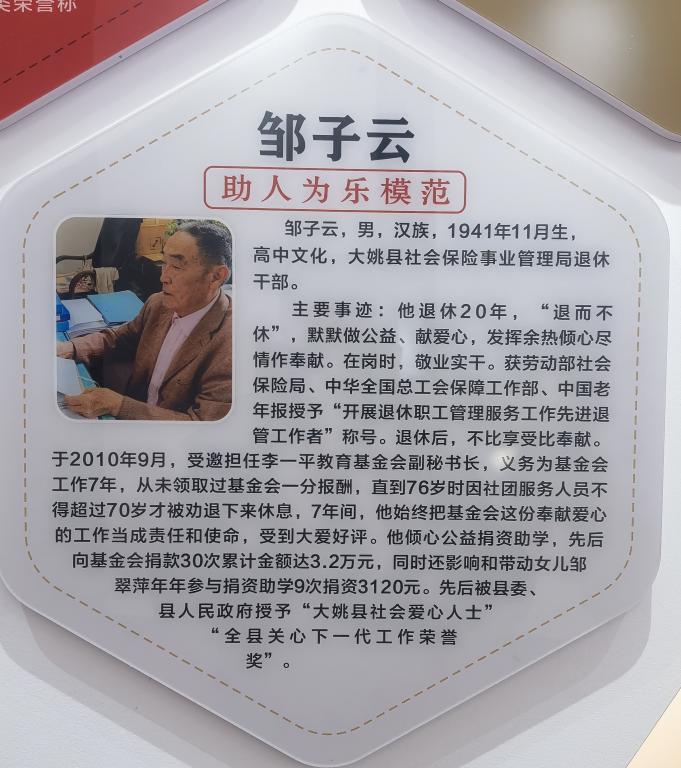 类荣誉称
邹子云
助人为乐模范
邹子云，男，汉族，1941年11月生，
高中文化，大姚县社会保险事业管理局退休
干部。
主要事迹：他退休20年，“退而不
休”，默默做公益、献爱心，发挥余热倾心尽
情作奉献。在岗时，敬业实干。获劳动部社会
保险局、中华全国总工会保障工作部、中国老
年报授予“开展退休职工管理服务工作先进退
管工作者”称号。退休后，不比享受比奉献。
于2010年9月，受邀担任李一平教育基金会副秘书长，义务为基金会
工作7年，从未领取过基金会一分报酬，直到76岁时因社团服务人员不
得超过70岁才被劝退下来休息，7年间，他始终把基金会这份奉献爱心
的工作当成责任和使命，受到大爱好评。他倾心公益捐资助学，先后
向基金会捐款30次累计金额达3.2万元，同时还影响和带动女儿邹
翠萍年年参与捐资助学9次捐资3120元。先后被县委、
县人民政府授予“大姚县社会爱心人士”
“全县关心下一代工作荣誉
奖”。